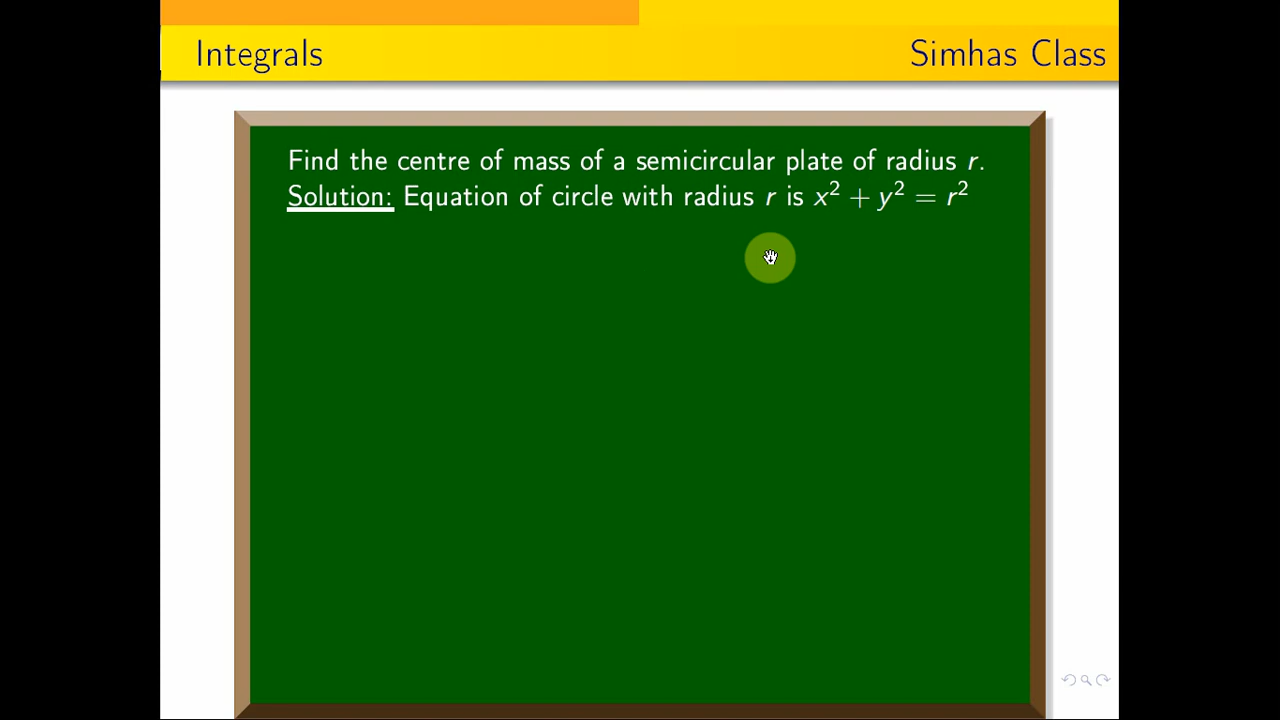 Integrals
Simhas Class
Find the centre of mass of a semicircular plate of radius r.
Solution: Equation of circle with radius r is x² + y² = r²